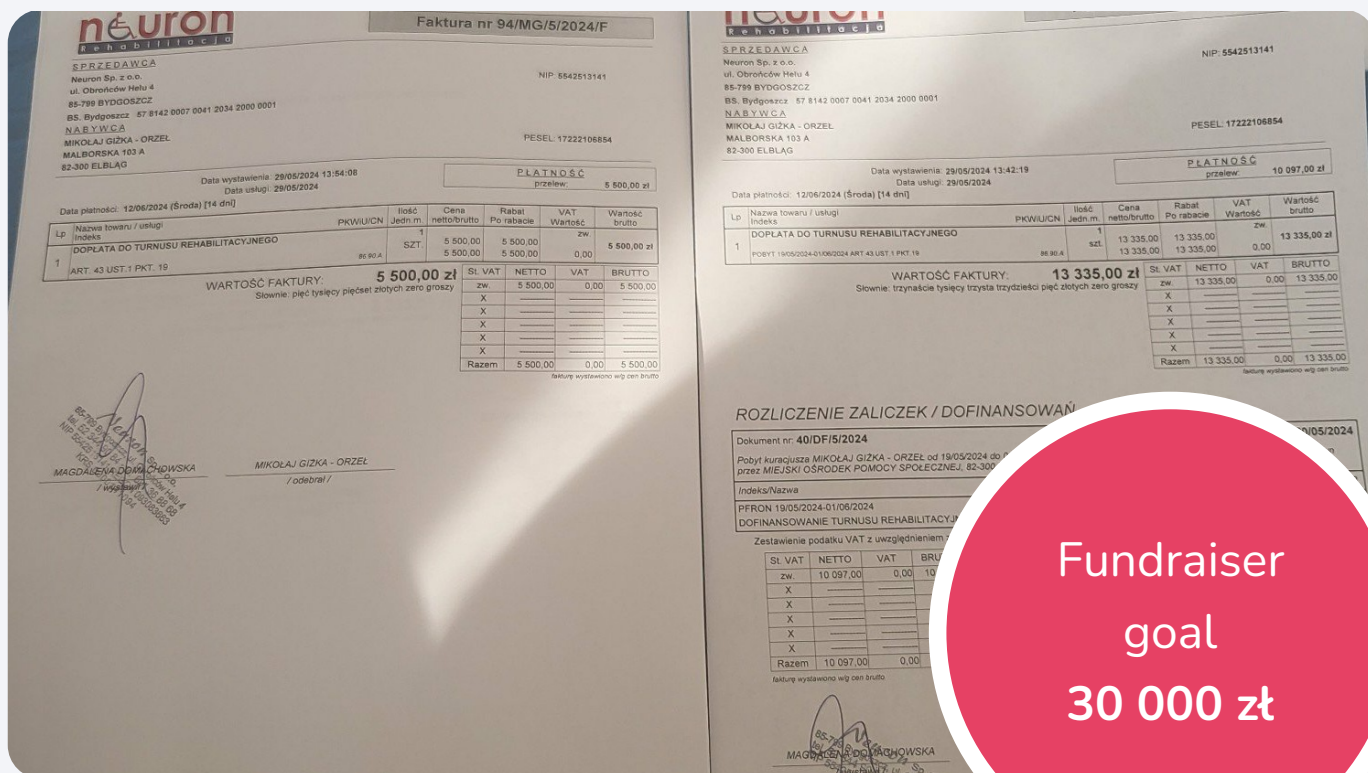 neuron
Rehabilitacja
Faktura nr 94/MG/5/2024/F
SPRZEDAWCA
Neuron Sp. z o.o.
NIP: 5542513141
ul. Obrońców Helu 4
85-799 BYDGOSZCZ
BS. Bydgoszcz 57 8142 0007 0041 2034 2000 0001
NABYWCA
MIKOŁAJ GIŻKA - ORZEŁ
PESEL: 17222106854
MALBORSKA 103 A
82-300 ELBLĄG
Data wystawienia: 29/05/2024 13:54:08
Data usługi: 29/05/2024
PŁATNOŚĆ
przelew: 5 500,00 zł
Data płatności: 12/06/2024 (Środa) [14 dni]
Lp Nazwa towaru / usługi Indeks PKWiU/CN Ilość Jedn.m. Cena netto/brutto Rabat Po rabacie VAT Wartość Wartość brutto
1 DOPŁATA DO TURNUSU REHABILITACYJNEGO 1 5 500,00 5 500,00 zw. 5 500,00 zł
ART. 43 UST.1 PKT. 19 86.90.A SZT. 5 500,00 5 500,00 0,00
WARTOŚĆ FAKTURY: 5 500,00 zł
Słownie: pięć tysięcy pięćset złotych zero groszy
St. VAT NETTO VAT BRUTTO
zw. 5 500,00 0,00 5 500,00
X
X
X
X
X
Razem 5 500,00 0,00 5 500,00
fakturę wystawiono w/g cen brutto
MAGDALENA DOMACHOWSKA
/ wystawił /
MIKOŁAJ GIŻKA - ORZEŁ
/ odebrał /
neuron
Rehabilitacja
SPRZEDAWCA
Neuron Sp. z o.o.
NIP: 5542513141
ul. Obrońców Helu 4
85-799 BYDGOSZCZ
BS. Bydgoszcz 57 8142 0007 0041 2034 2000 0001
NABYWCA
MIKOŁAJ GIŻKA - ORZEŁ
PESEL: 17222106854
MALBORSKA 103 A
82-300 ELBLĄG
Data wystawienia: 29/05/2024 13:42:19
Data usługi: 29/05/2024
PŁATNOŚĆ
przelew: 10 097,00 zł
Data płatności: 12/06/2024 (Środa) [14 dni]
Lp Nazwa towaru / usługi Indeks PKWiU/CN Ilość Jedn.m. Cena netto/brutto Rabat Po rabacie VAT Wartość Wartość brutto
1 DOPŁATA DO TURNUSU REHABILITACYJNEGO 1 13 335,00 13 335,00 zw. 13 335,00 zł
POBYT 19/05/2024-01/06/2024 ART 43 UST 1 PKT 19 86.90.A szt. 13 335,00 13 335,00 0,00
WARTOŚĆ FAKTURY: 13 335,00 zł
Słownie: trzynaście tysięcy trzysta trzydzieści pięć złotych zero groszy
St. VAT NETTO VAT BRUTTO
zw. 13 335,00 0,00 13 335,00
X
X
X
X
X
Razem 13 335,00 0,00 13 335,00
fakturę wystawiono w/g cen brutto
ROZLICZENIE ZALICZEK / DOFINANSOWAŃ
Dokument nr: 40/DF/5/2024
/05/2024
Pobyt kuracjusza MIKOŁAJ GIŻKA - ORZEŁ od 19/05/2024 do
przez MIEJSKI OŚRODEK POMOCY SPOŁECZNEJ, 82-300
Indeks/Nazwa
PFRON 19/05/2024-01/06/2024
DOFINANSOWANIE TURNUSU
Zestawienie podatku VAT z uwzględnieniem
St. VAT NETTO VAT
zw. 10 097,00 0,00
X
X
X
X
X
Razem 10 097,00 0,00
fakturę wystawiono w/g cen brutto
MAGDALENA DOMACHOWSKA
Fundraiser
goal
30 000 zł